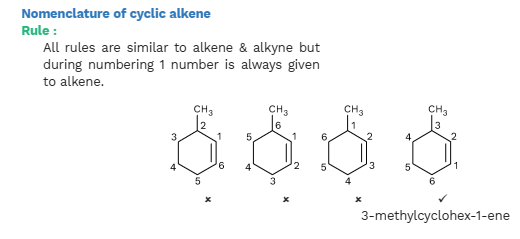 Nomenclature of cyclic alkene
Rule :
All rules are similar to alkene & alkyne but
during numbering 1 number is always given
to alkene.
CH3 CH3 CH3 CH3
2 6 1 3
3 1 5 1 6 2 4 2
4 6 4 2 5 3 5 1
5 3 4 6
× × × ✓
3-methylcyclohex-1-ene